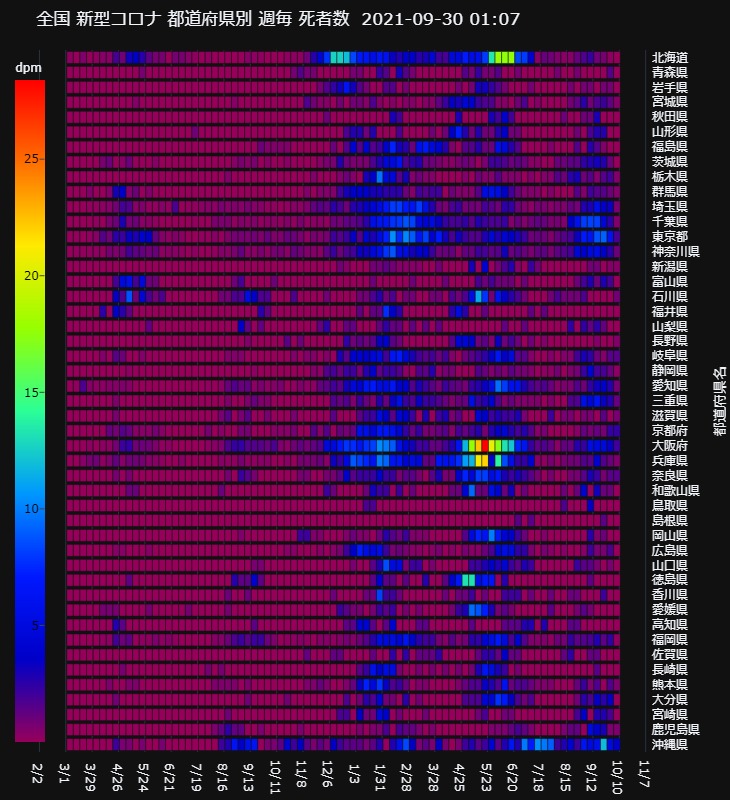 全国 新型コロナ 都道府県別 週毎 死者数 2021-09-30 01:07
dpm
25
20
15
10
5
北海道
青森県
岩手県
宮城県
秋田県
山形県
福島県
茨城県
栃木県
群馬県
埼玉県
千葉県
東京都
神奈川県
新潟県
富山県
石川県
福井県
山梨県
長野県
岐阜県
静岡県
愛知県
三重県
滋賀県
京都府
大阪府
兵庫県
奈良県
和歌山県
鳥取県
島根県
岡山県
広島県
山口県
徳島県
香川県
愛媛県
高知県
福岡県
佐賀県
長崎県
熊本県
大分県
宮崎県
鹿児島県
沖縄県
都道府県名
2/2
3/1
3/29
4/26
5/24
6/21
7/19
8/16
9/13
10/11
11/8
12/6
1/3
1/31
2/28
3/28
4/25
5/23
6/20
7/18
8/15
9/12
10/10
11/7